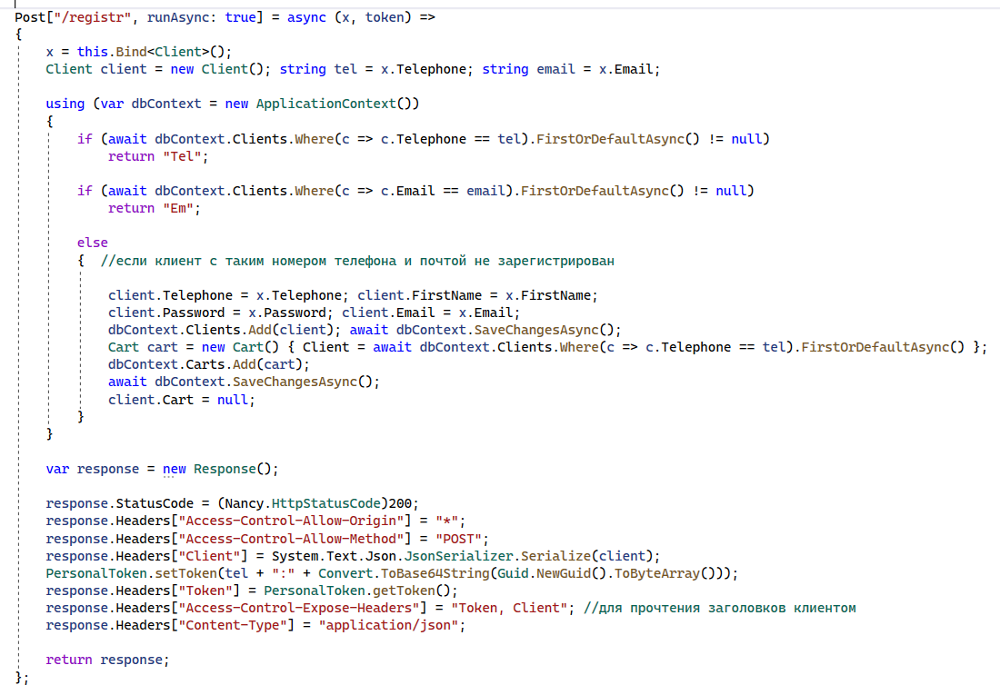 Post["/registr", runAsync: true] = async (x, token) =>
{
x = this.Bind<Client>();
Client client = new Client(); string tel = x.Telephone; string email = x.Email;
using (var dbContext = new ApplicationContext())
{
if (await dbContext.Clients.Where(c => c.Telephone == tel).FirstOrDefaultAsync() != null)
return "Tel";
if (await dbContext.Clients.Where(c => c.Email == email).FirstOrDefaultAsync() != null)
return "Em";
else
{ //если клиент с таким номером телефона и почтой не зарегистрирован
client.Telephone = x.Telephone; client.FirstName = x.FirstName;
client.Password = x.Password; client.Email = x.Email;
dbContext.Clients.Add(client); await dbContext.SaveChangesAsync();
Cart cart = new Cart() { Client = await dbContext.Clients.Where(c => c.Telephone == tel).FirstOrDefaultAsync() };
dbContext.Carts.Add(cart);
await dbContext.SaveChangesAsync();
client.Cart = null;
}
}
var response = new Response();
response.StatusCode = (Nancy.HttpStatusCode)200;
response.Headers["Access-Control-Allow-Origin"] = "*";
response.Headers["Access-Control-Allow-Method"] = "POST";
response.Headers["Client"] = System.Text.Json.JsonSerializer.Serialize(client);
PersonalToken.setToken(tel + ":" + Convert.ToBase64String(Guid.NewGuid().ToByteArray()));
response.Headers["Token"] = PersonalToken.getToken();
response.Headers["Access-Control-Expose-Headers"] = "Token, Client"; //для прочтения заголовков клиентом
response.Headers["Content-Type"] = "application/json";
return response;
};